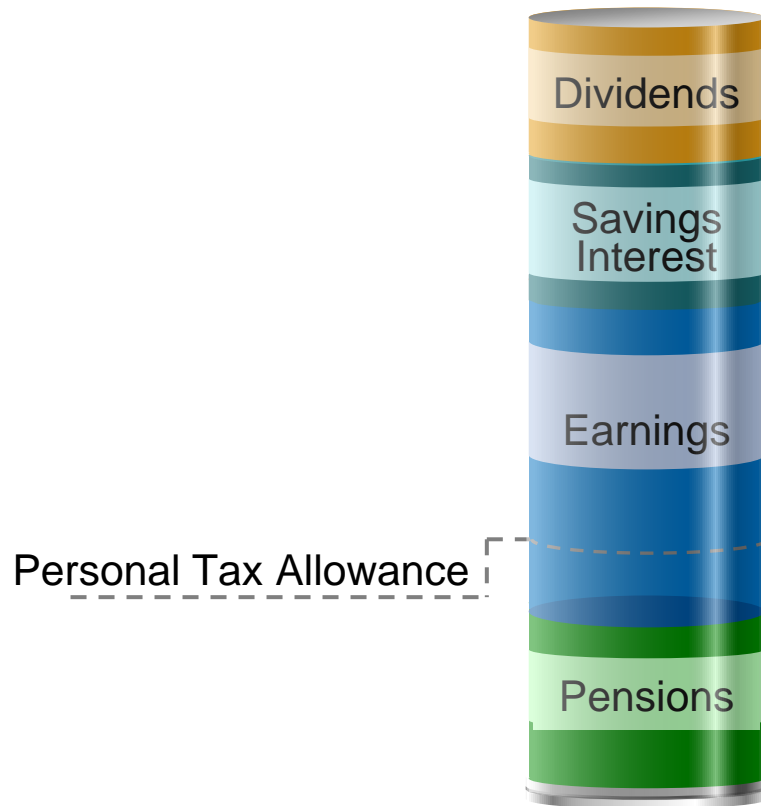 Dividends
Savings
Interest
Earnings
Personal Tax Allowance
Pensions